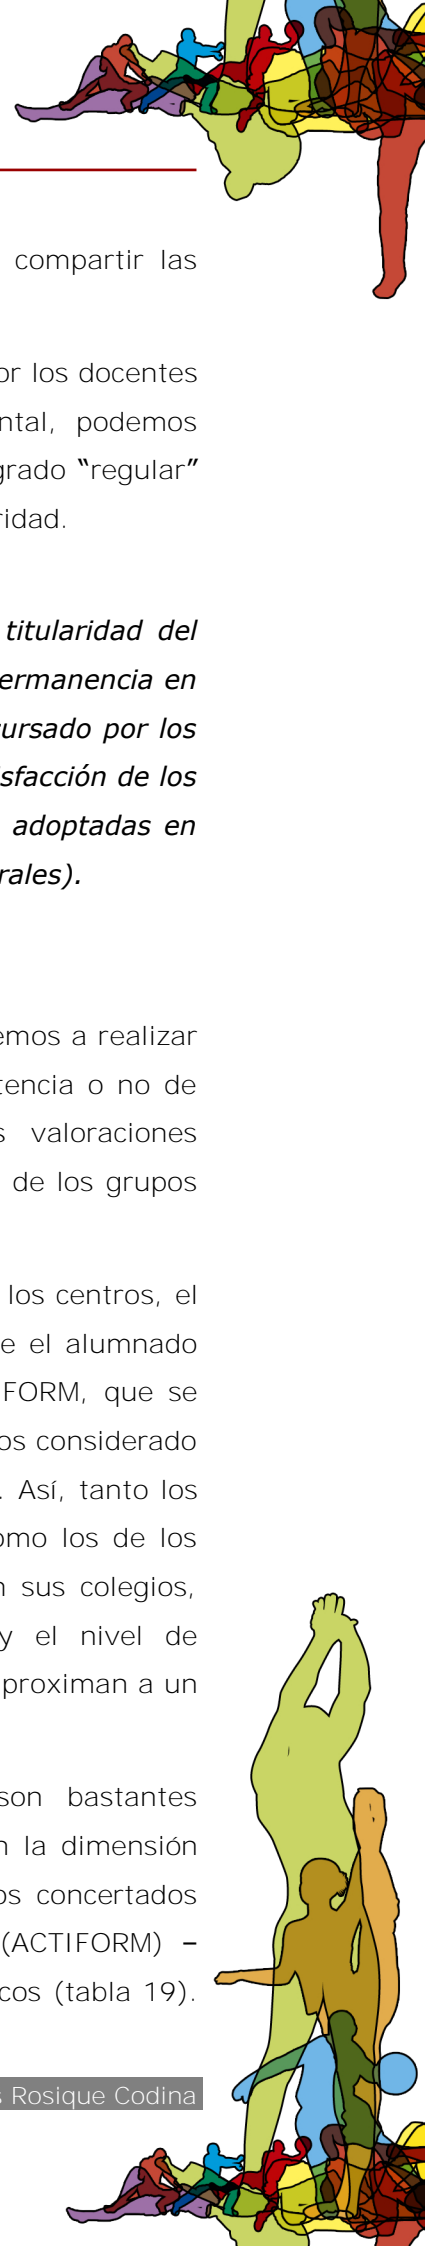 compartir las
or los docentes
ntal, podemos
grado “regular”
ridad.
titularidad del
ermanencia en
cursado por los
sfacción de los
adoptadas en
rales).
emos a realizar
tencia o no de
s valoraciones
de los grupos
los centros, el
e el alumnado
FORM, que se
os considerado
. Así, tanto los
omo los de los
n sus colegios,
y el nivel de
proximan a un
son bastantes
n la dimensión
os concertados
(ACTIFORM) –
cos (tabla 19).
s Rosique Codina